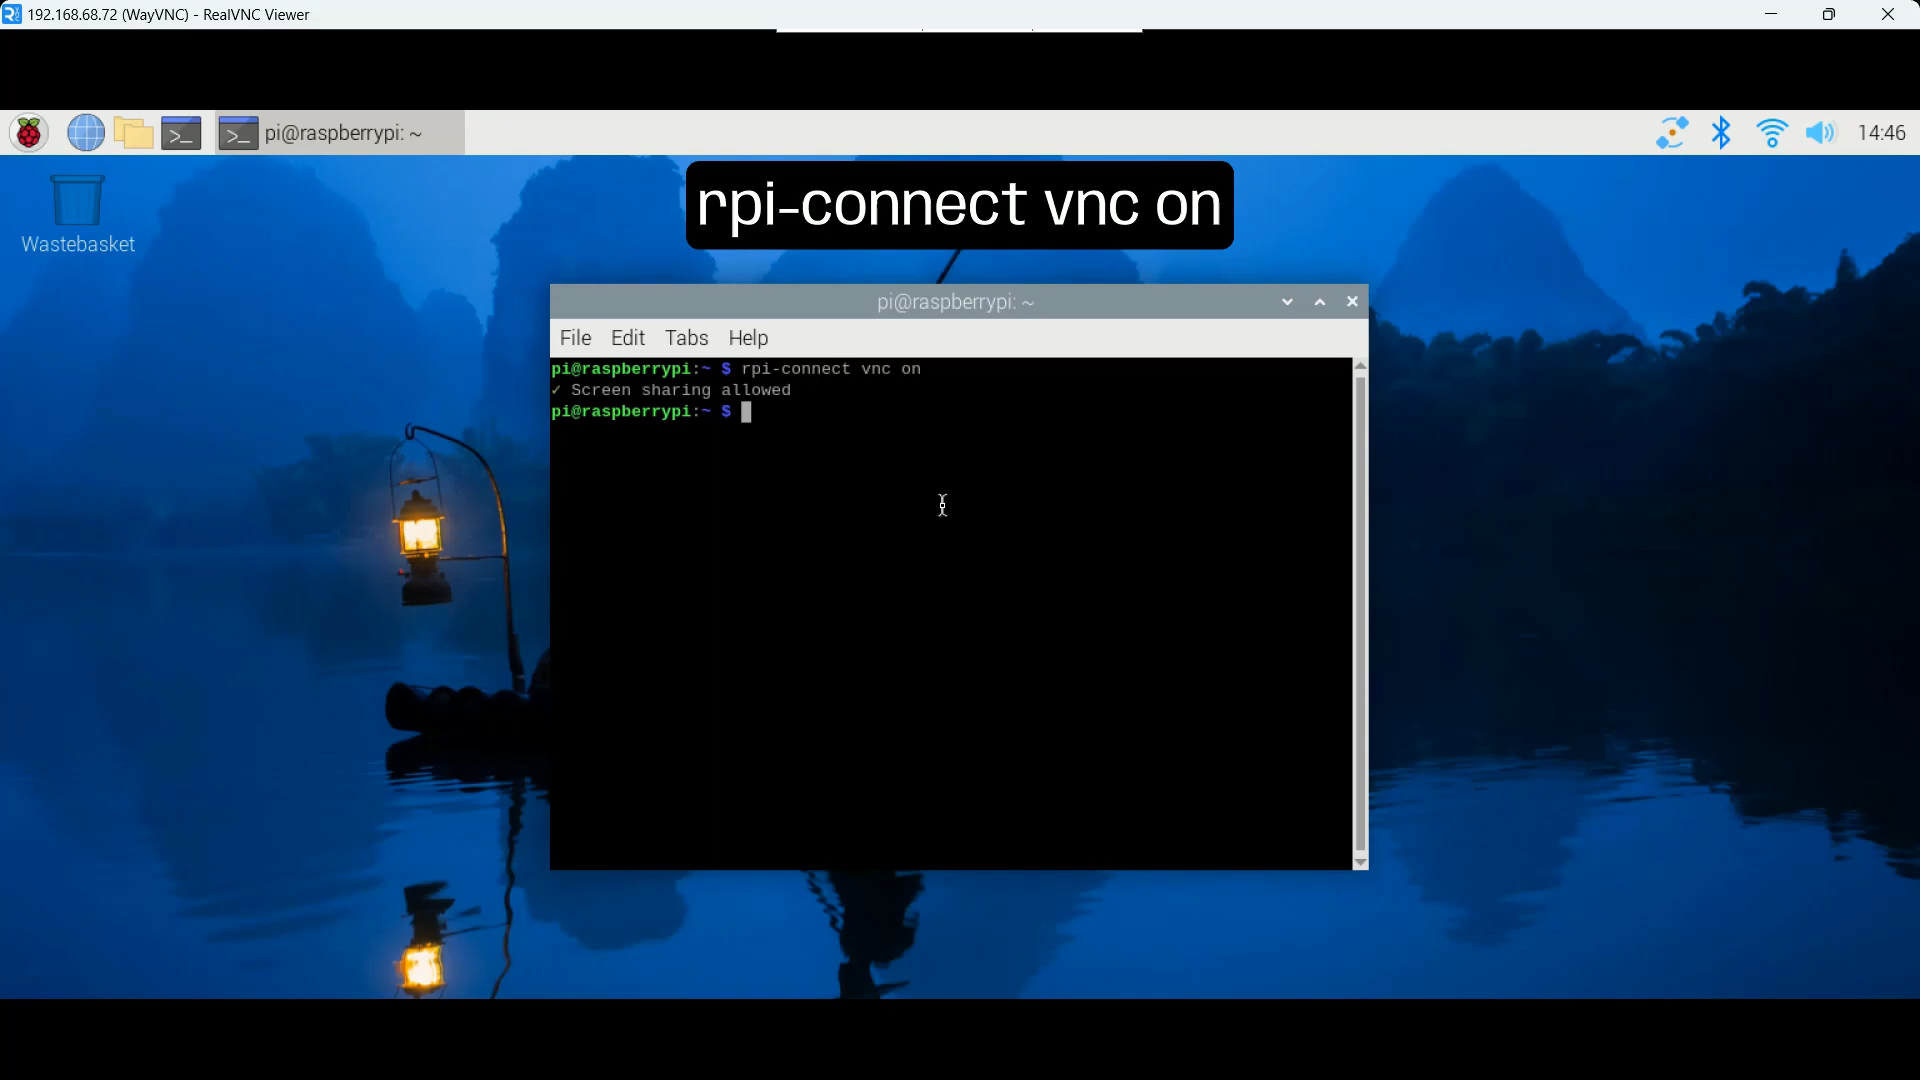 192.168.68.72 (WayVNC) - RealVNC Viewer
pi@raspberrypi: ~
14:46
Wastebasket
rpi-connect vnc on
pi@raspberrypi: ~
File Edit Tabs Help
pi@raspberrypi:~ $ rpi-connect vnc on
✓ Screen sharing allowed
pi@raspberrypi:~ $